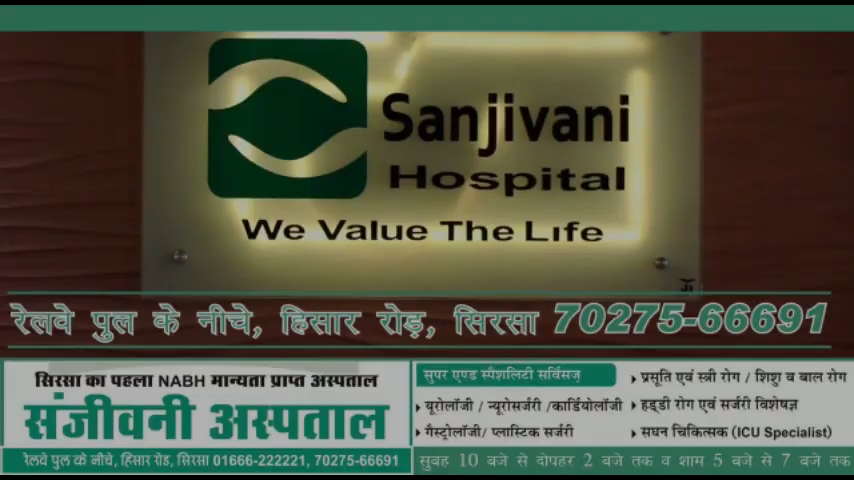 Sanjivani
Hospital
We Value The Life
रेलवे पुल के नीचे, हिसार रोड़, सिरसा 70275-66691
सिरसा का पहला NABH मान्यता प्राप्त अस्पताल
संजीवनी अस्पताल
रेलवे पुल के नीचे, हिसार रोड, सिरसा 01666-222221, 70275-66691
सुपर एण्ड स्पैशलिटी सर्विसज़
यूरोलॉजी / न्यूरोसर्जरी /कार्डियोलॉजी
गैस्ट्रोलॉजी/ प्लास्टिक सर्जरी
प्रसूति एवं स्त्री रोग / शिशु व बाल रोग
हड्डी रोग एवं सर्जरी विशेषज्ञ
सघन चिकित्सक (ICU Specialist)
सुबह 10 बजे से दोपहर 2 बजे तक व शाम 5 बजे से 7 बजे तक